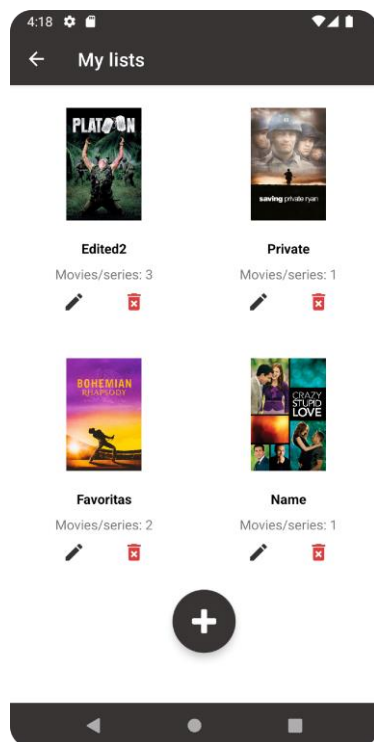 4:18
My lists
PLATOON
saving private ryan
Edited2
Private
Movies/series: 3
Movies/series: 1
BOHEMIAN
RHAPSODY
CRAZY
STUPID
LOVE
Favoritas
Name
Movies/series: 2
Movies/series: 1